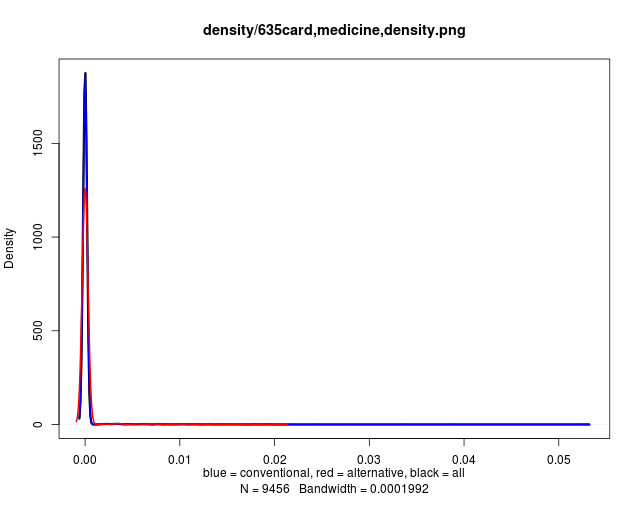 density/635card,medicine,density.png
Density
1500
1000
500
0
0.00 0.01 0.02 0.03 0.04 0.05
blue = conventional, red = alternative, black = all
N = 9456 Bandwidth = 0.0001992